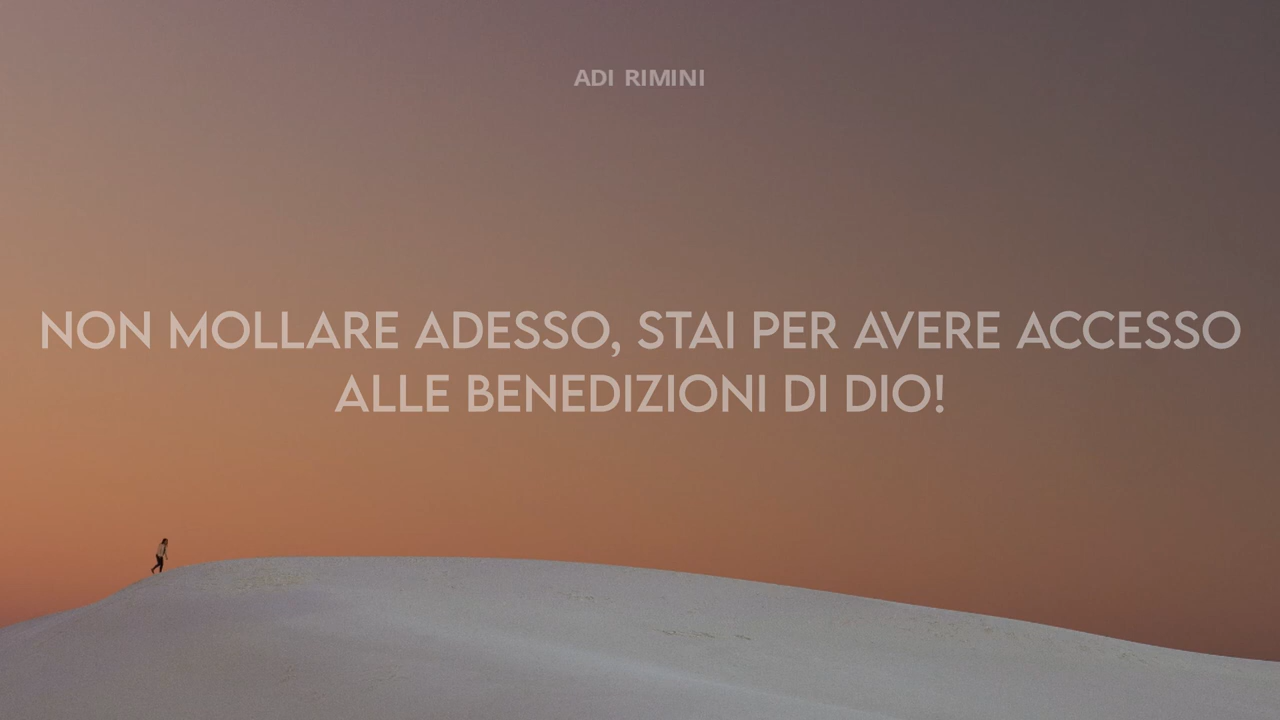 ADI RIMINI
NON MOLLARE ADESSO, STAI PER AVERE ACCESSO
ALLE BENEDIZIONI DI DIO!